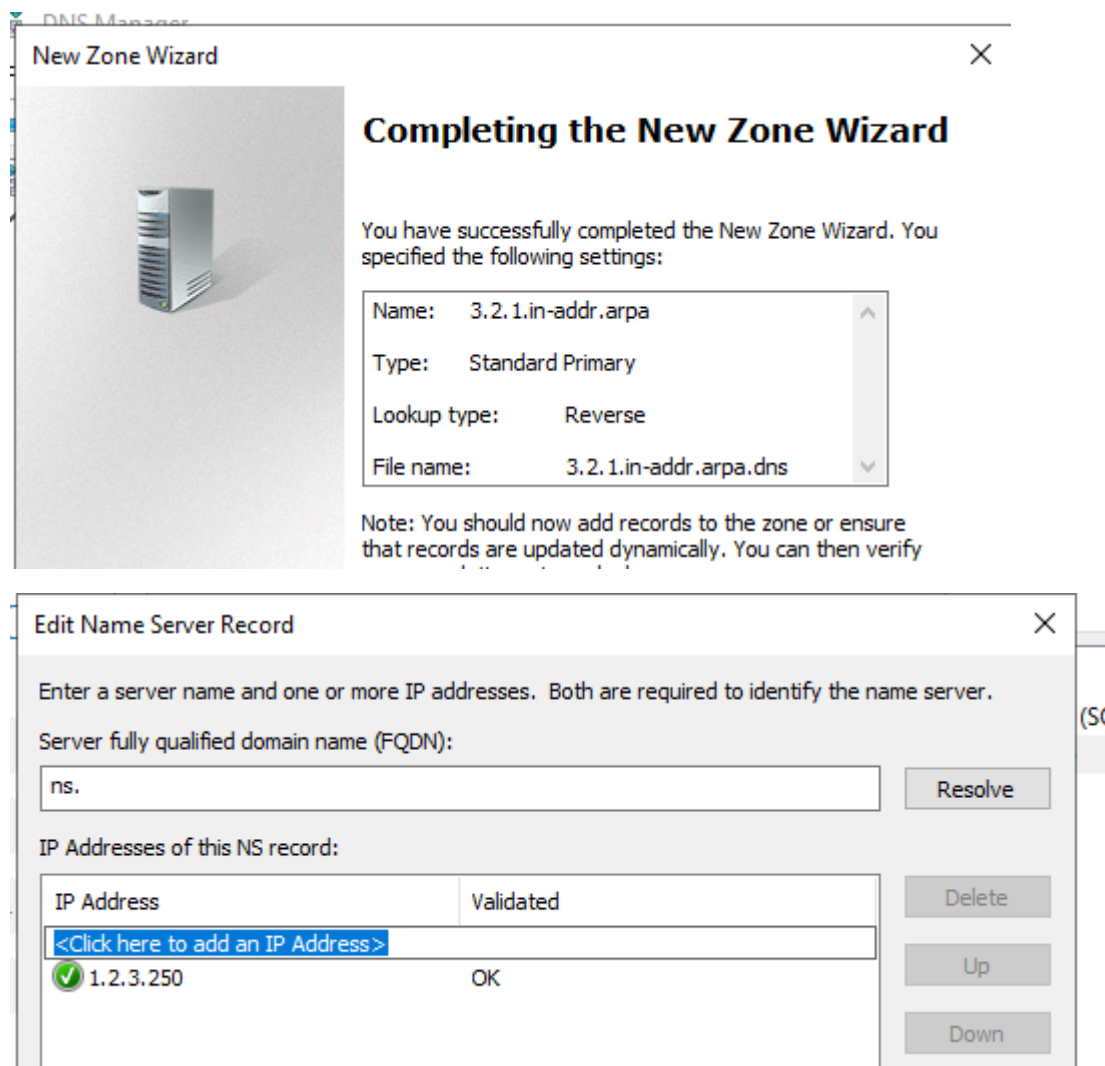 DNS Manager
New Zone Wizard
Completing the New Zone Wizard
You have successfully completed the New Zone Wizard. You
specified the following settings:
Name: 3.2.1.in-addr.arpa
Type: Standard Primary
Lookup type: Reverse
File name: 3.2.1.in-addr.arpa.dns
Note: You should now add records to the zone or ensure
that records are updated dynamically. You can then verify
Edit Name Server Record
Enter a server name and one or more IP addresses. Both are required to identify the name server.
(SO
Server fully qualified domain name (FQDN):
ns.
Resolve
IP Addresses of this NS record:
IP Address Validated
Delete
<Click here to add an IP Address>
Up
1.2.3.250 OK
Down